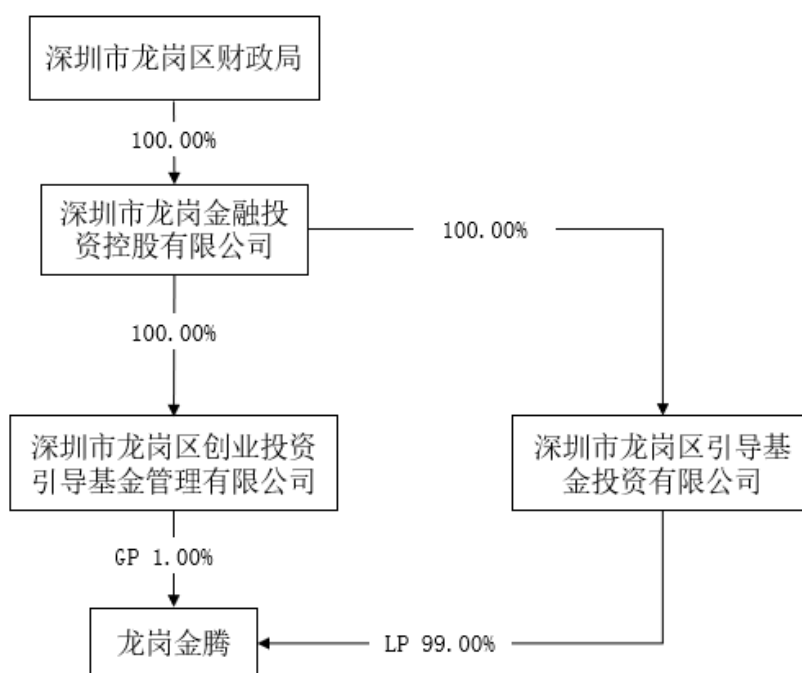 深圳市龙岗区财政局
100.00%
深圳市龙岗金融投
资控股有限公司
100.00%
100.00%
深圳市龙岗区创业投资
引导基金管理有限公司
深圳市龙岗区引导基
金投资有限公司
GP 1.00%
龙岗金腾
LP 99.00%